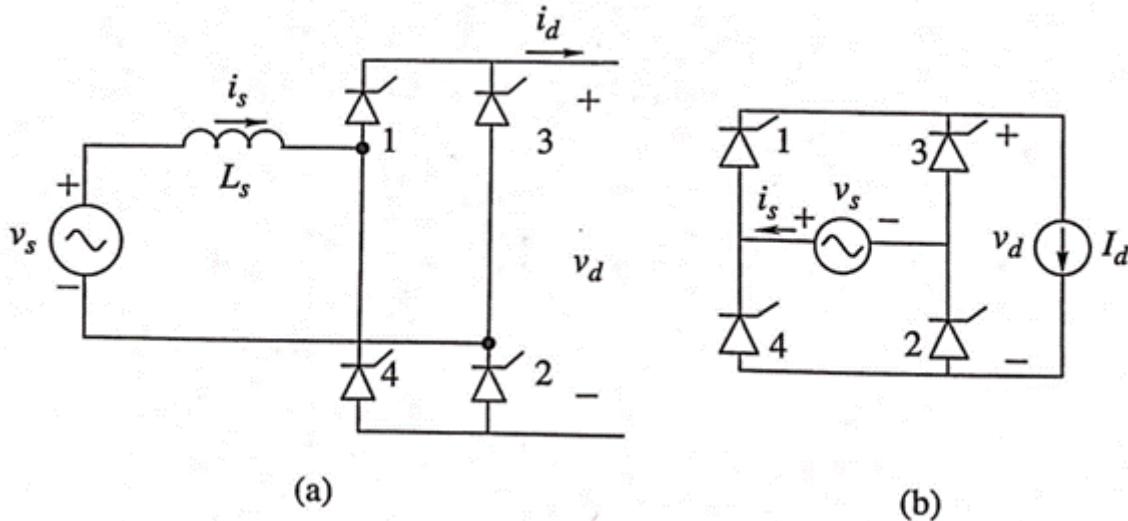 i_d
+
i_s
1
3
L_s
+
v_s
−
v_d
4
2
−
(a)
1
3
+
i_s
+
v_s
−
v_d
I_d
4
2
−
(b)